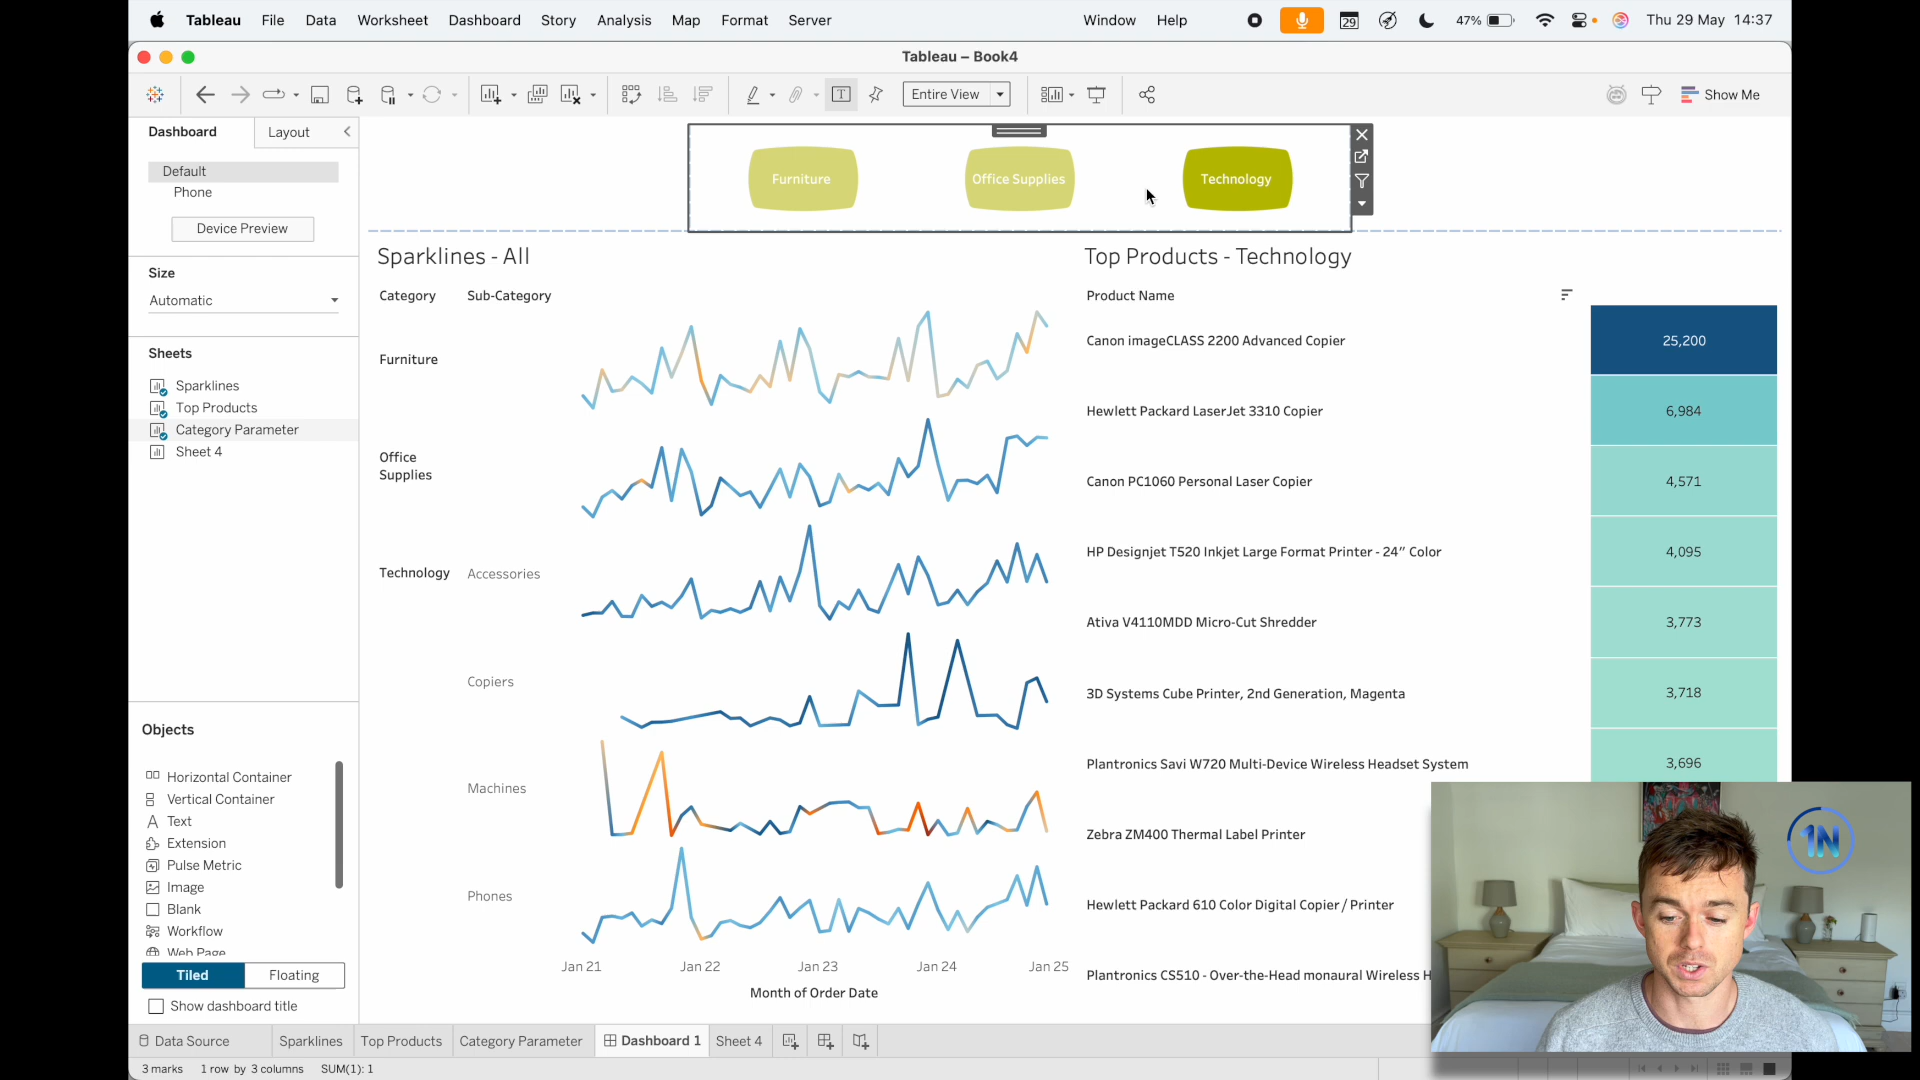 Tableau File Data Worksheet Dashboard Story Analysis Map Format Server Window Help 29 47% Thu 29 May 14:37
Tableau – Book4
Entire View Show Me
Dashboard Layout
Default
Phone
Device Preview
Size
Automatic
Sheets
Sparklines
Top Products
Category Parameter
Sheet 4
Objects
Horizontal Container
Vertical Container
Text
Extension
Pulse Metric
Image
Blank
Workflow
Web Page
Tiled Floating
Show dashboard title
Furniture Office Supplies Technology
Sparklines - All
Category Sub-Category
Furniture
Office
Supplies
Technology Accessories
Copiers
Machines
Phones
Jan 21 Jan 22 Jan 23 Jan 24 Jan 25
Month of Order Date
Top Products - Technology
Product Name
Canon imageCLASS 2200 Advanced Copier 25,200
Hewlett Packard LaserJet 3310 Copier 6,984
Canon PC1060 Personal Laser Copier 4,571
HP Designjet T520 Inkjet Large Format Printer - 24" Color 4,095
Ativa V4110MDD Micro-Cut Shredder 3,773
3D Systems Cube Printer, 2nd Generation, Magenta 3,718
Plantronics Savi W720 Multi-Device Wireless Headset System 3,696
Zebra ZM400 Thermal Label Printer
Hewlett Packard 610 Color Digital Copier / Printer
Plantronics CS510 - Over-the-Head monaural Wireless H
1N
Data Source Sparklines Top Products Category Parameter Dashboard 1 Sheet 4
3 marks 1 row by 3 columns SUM(1): 1